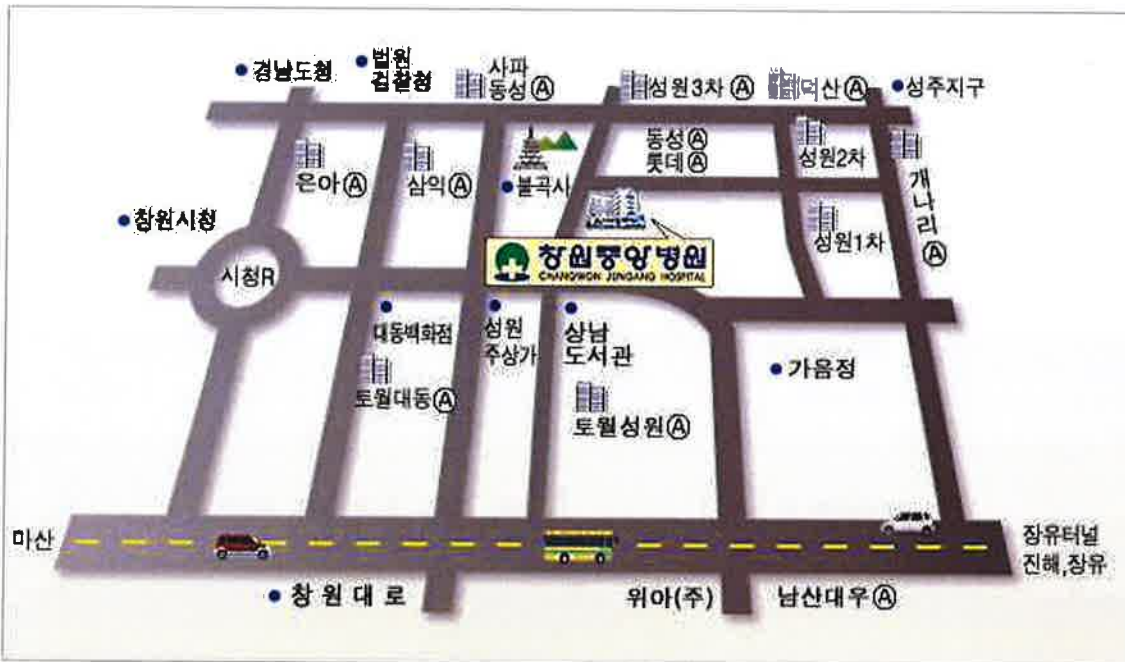 경남도청
법원
검찰청
사파
동성Ⓐ
성원3차Ⓐ
덕산Ⓐ
성주지구
은아Ⓐ
삼익Ⓐ
불곡사
동성Ⓐ
롯데Ⓐ
성원2차
개나리Ⓐ
창원시청
성원1차
시청R
창원중앙병원
CHANGWON JUNGANG HOSPITAL
대동백화점
성원
주상가
상남
도서관
가음정
토월대동Ⓐ
토월성원Ⓐ
마산
장유터널
진해,장유
창원대로
위아(주)
남산대우Ⓐ